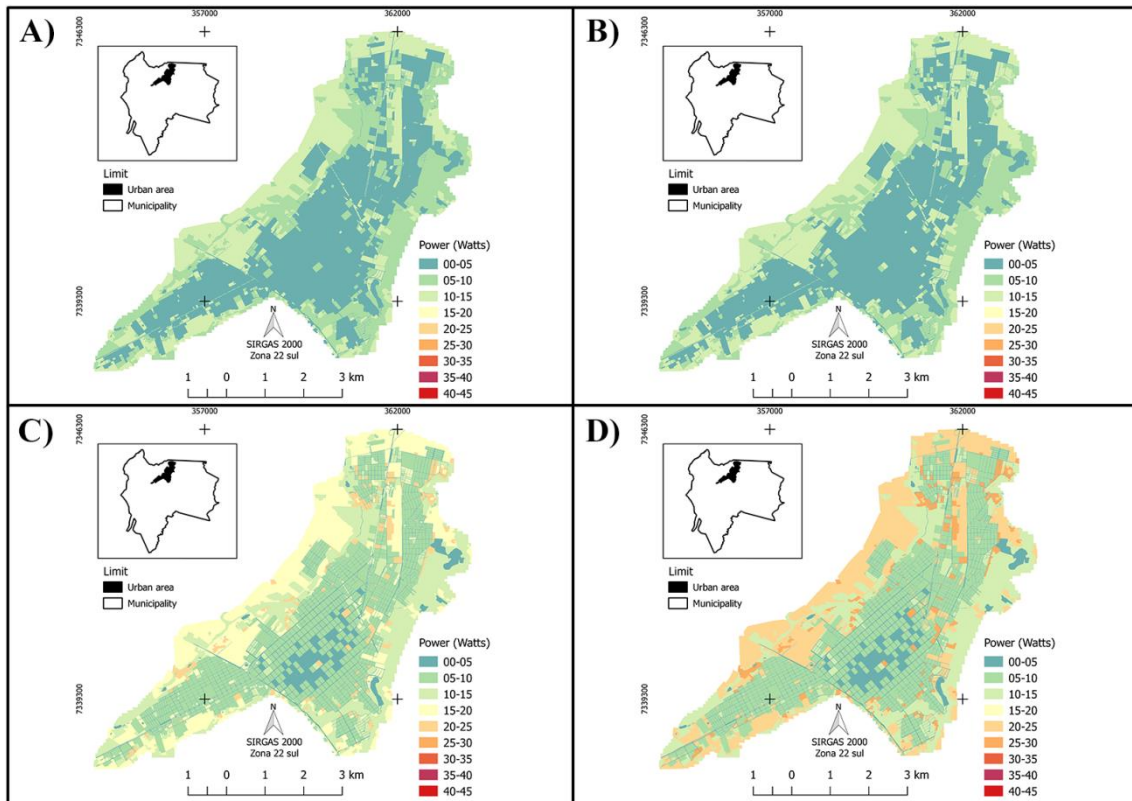 A)
357000
362000
7346300
7339300
Limit
Urban area
Municipality
Power (Watts)
00-05
05-10
10-15
15-20
20-25
25-30
30-35
35-40
40-45
N
SIRGAS 2000
Zona 22 sul
1 0 1 2 3 km
B)
357000
362000
7346300
7339300
Limit
Urban area
Municipality
Power (Watts)
00-05
05-10
10-15
15-20
20-25
25-30
30-35
35-40
40-45
N
SIRGAS 2000
Zona 22 sul
1 0 1 2 3 km
C)
357000
362000
7346300
7339300
Limit
Urban area
Municipality
Power (Watts)
00-05
05-10
10-15
15-20
20-25
25-30
30-35
35-40
40-45
N
SIRGAS 2000
Zona 22 sul
1 0 1 2 3 km
D)
357000
362000
7346300
7339300
Limit
Urban area
Municipality
Power (Watts)
00-05
05-10
10-15
15-20
20-25
25-30
30-35
35-40
40-45
N
SIRGAS 2000
Zona 22 sul
1 0 1 2 3 km